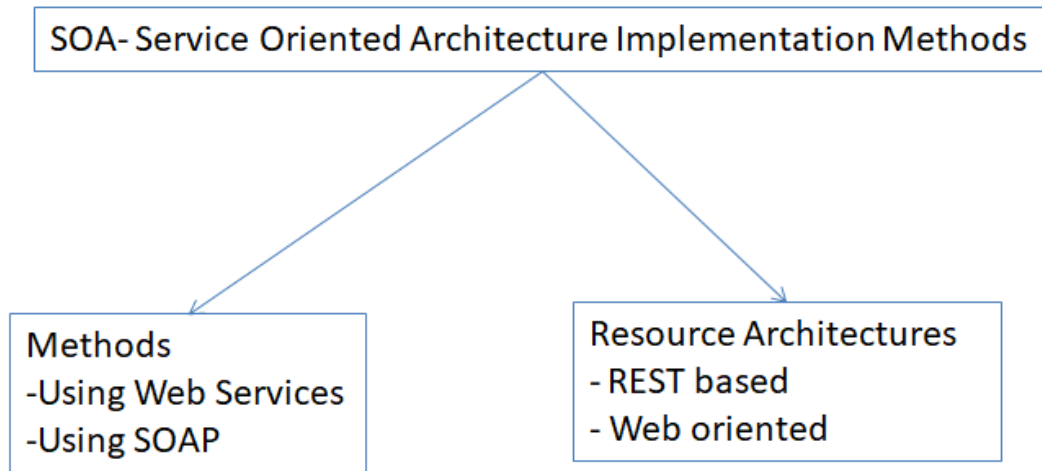 SOA- Service Oriented Architecture Implementation Methods
Methods
-Using Web Services
-Using SOAP
Resource Architectures
- REST based
- Web oriented